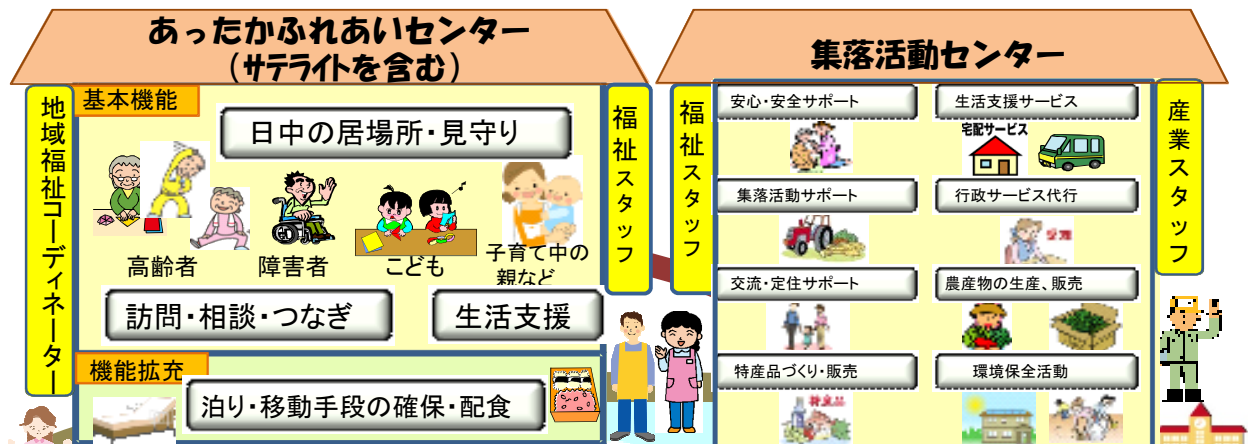 あったかふれあいセンター
（サテライトを含む）
地域福祉コーディネーター
基本機能
日中の居場所・見守り
高齢者
障害者
こども
子育て中の
親など
訪問・相談・つなぎ
生活支援
機能拡充
泊り・移動手段の確保・配食
福祉スタッフ
集落活動センター
福祉スタッフ
安心・安全サポート
生活支援サービス
宅配サービス
集落活動サポート
行政サービス代行
交流・定住サポート
農産物の生産、販売
特産品づくり・販売
環境保全活動
特産品
産業スタッフ